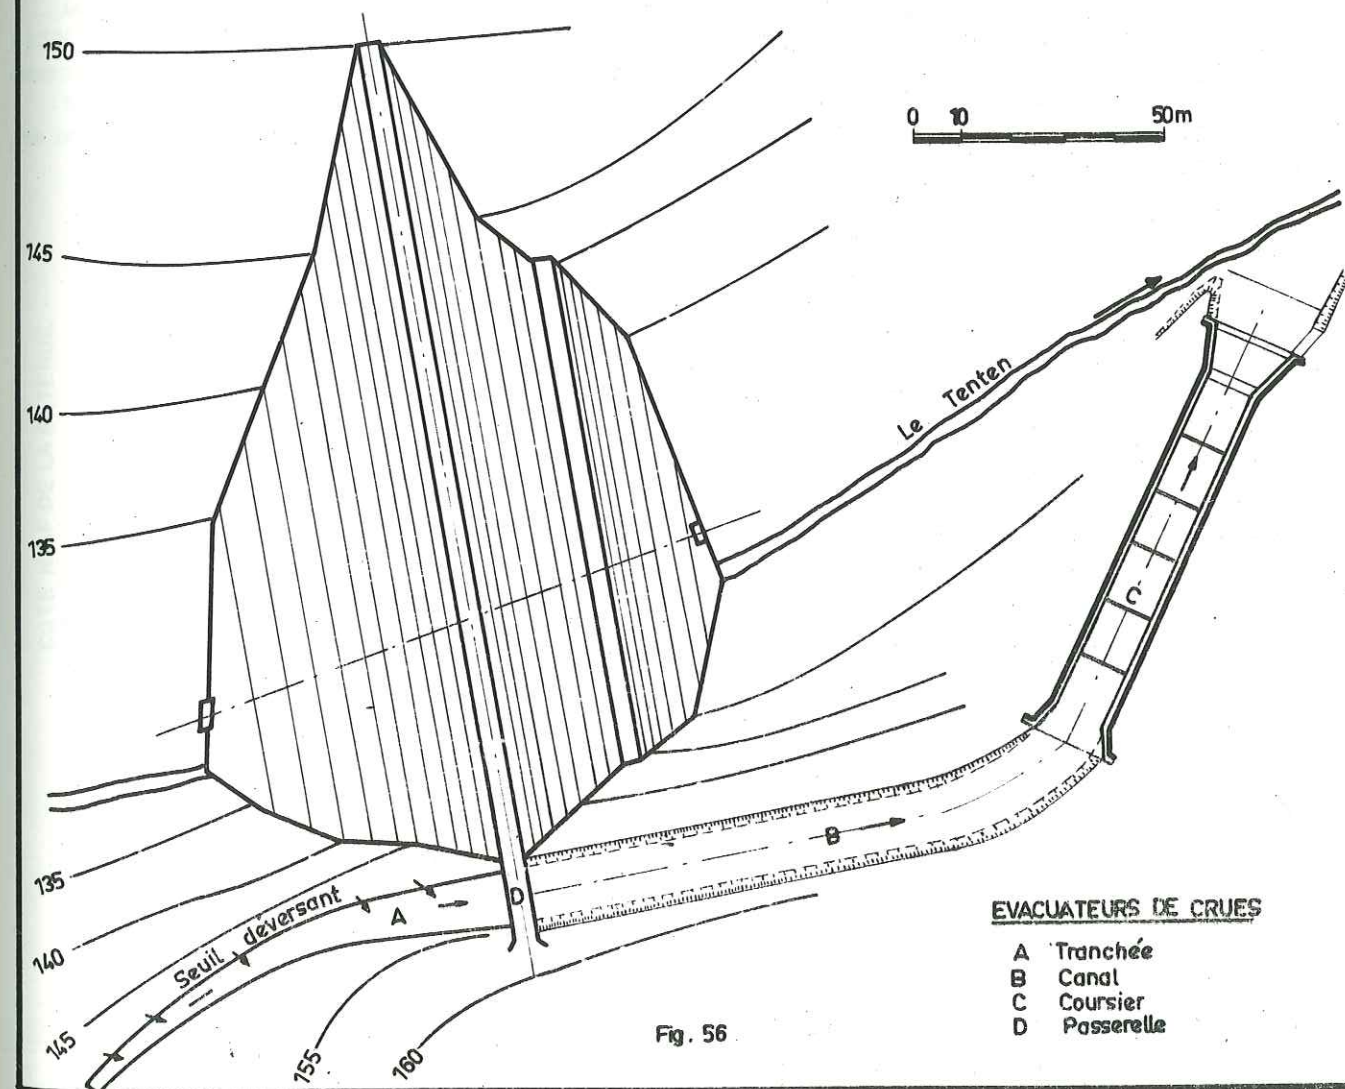 150
0 10 50m
145
140
Le Tenten
135
C
B
D
A
Seuil déversant
135
140
145
155
160
EVACUATEURS DE CRUES
A Tranchée
B Canal
C Coursier
D Passerelle
Fig. 56